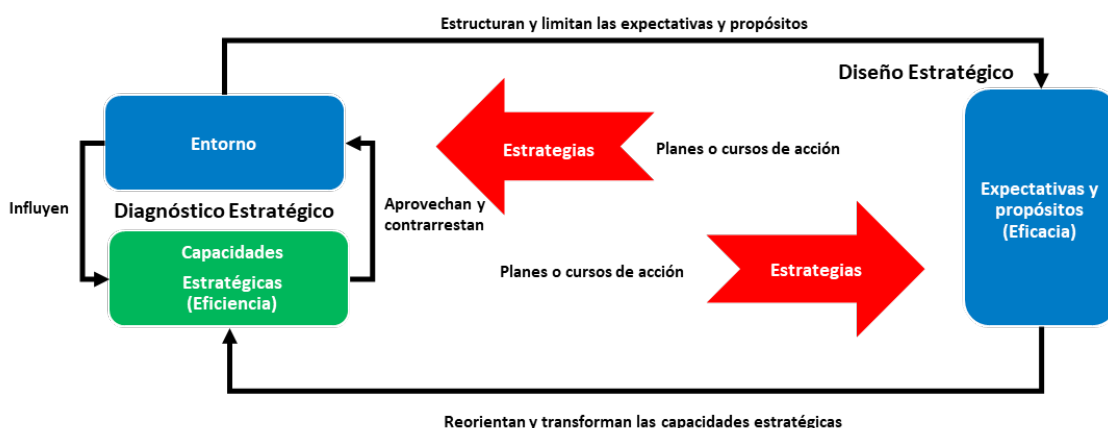 Estructuran y limitan las expectativas y propósitos
Diseño Estratégico
Entorno
Estrategias
Planes o cursos de acción
Influyen
Diagnóstico Estratégico
Aprovechan y
contrarrestan
Expectativas y
propósitos
(Eficacia)
Capacidades
Estratégicas
(Eficiencia)
Planes o cursos de acción
Estrategias
Reorientan y transforman las capacidades estratégicas